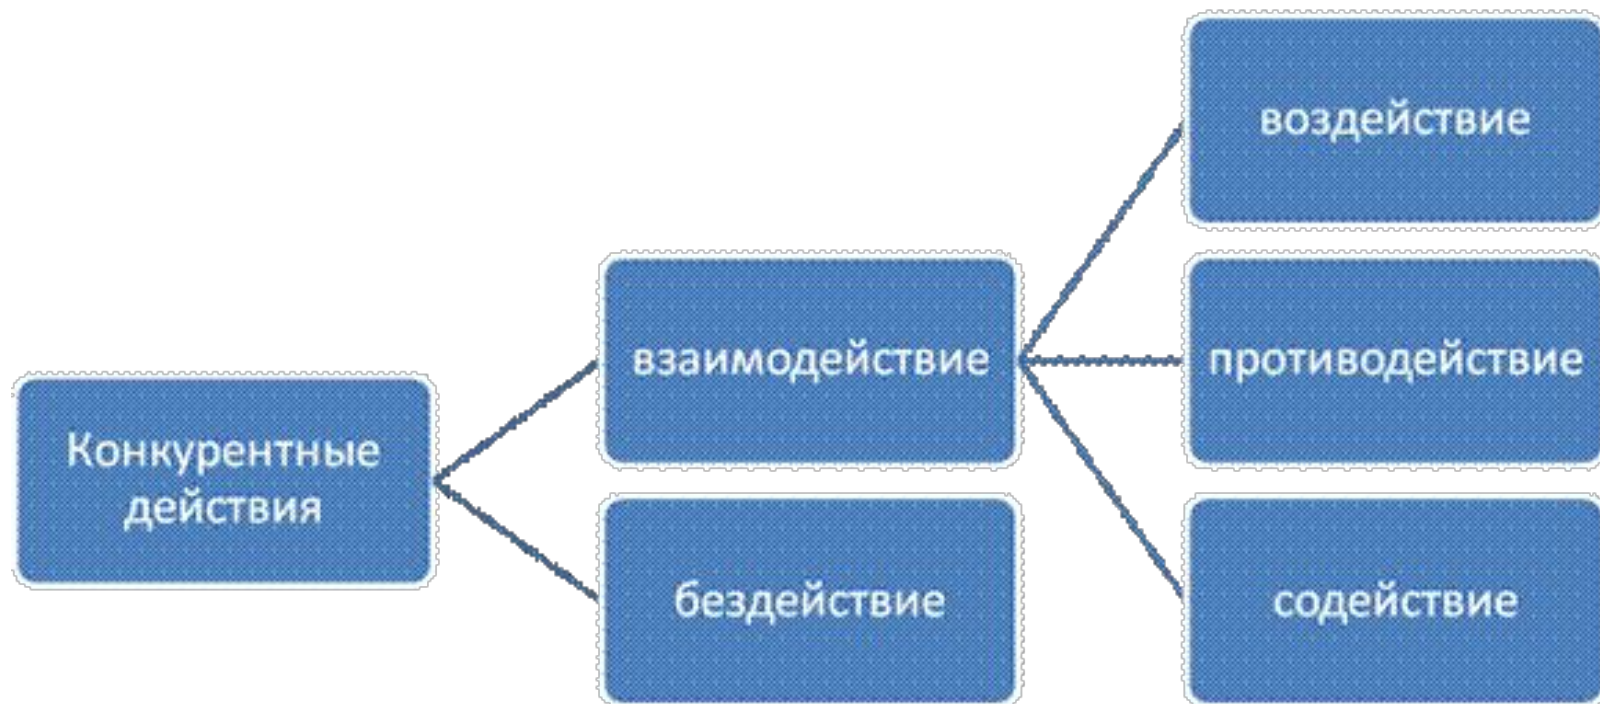 Конкурентные
действия
взаимодействие
бездействие
воздействие
противодействие
содействие